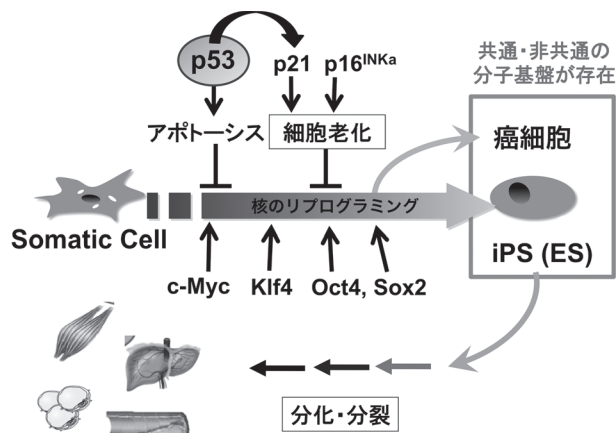 p53
p21 p16INKa
共通・非共通の
分子基盤が存在
アポトーシス
細胞老化
癌細胞
核のリプログラミング
Somatic Cell
iPS (ES)
c-Myc Klf4 Oct4, Sox2
分化・分裂